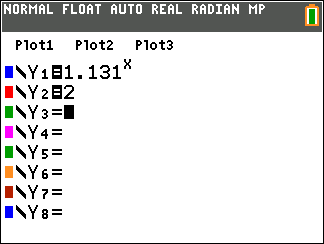 NORMAL FLOAT AUTO REAL RADIAN MP
Plot1 Plot2 Plot3
\Y₁=1.131ˣ
\Y₂=2
\Y₃=
\Y₄=
\Y₅=
\Y₆=
\Y₇=
\Y₈=